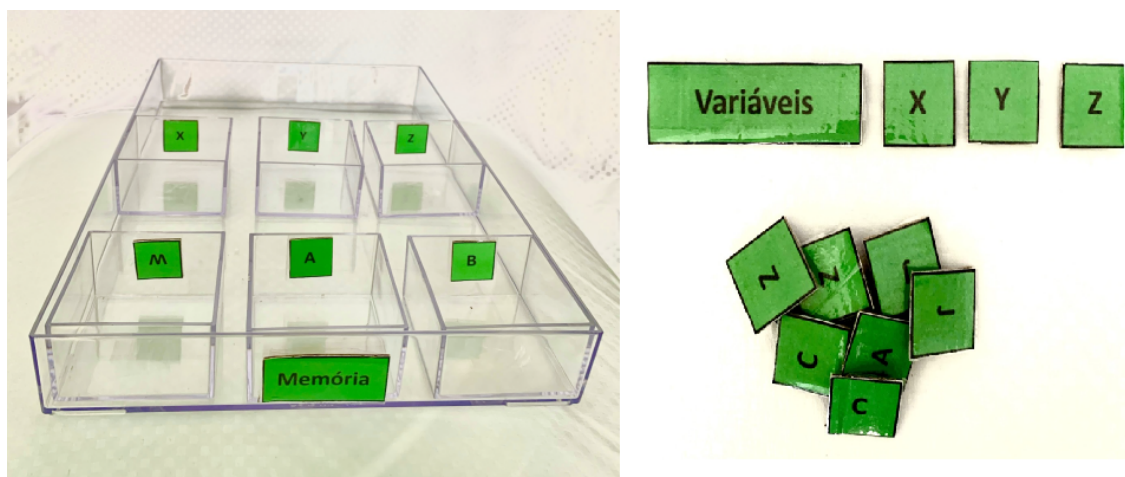 X Y Z
M A B
Memória
Variáveis X Y Z
Z Z J J
C A
C